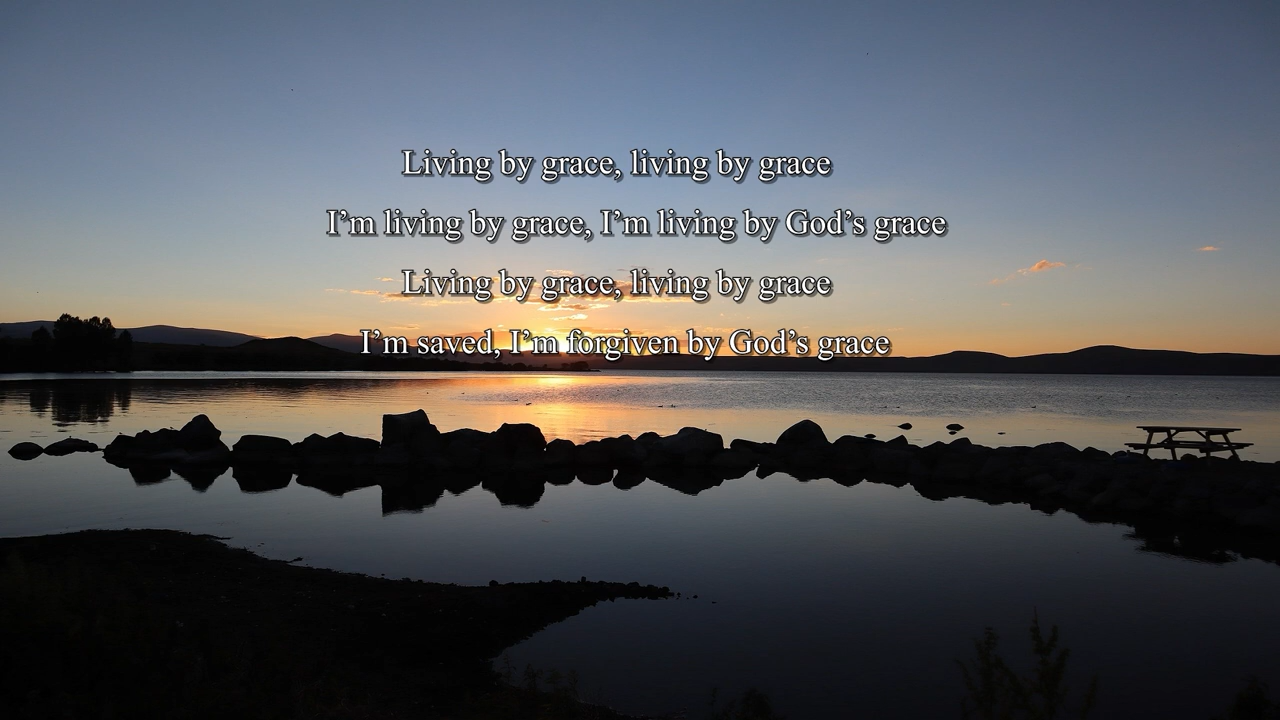 Living by grace, living by grace
I’m living by grace, I’m living by God’s grace
Living by grace, living by grace
I’m saved, I’m forgiven by God’s grace